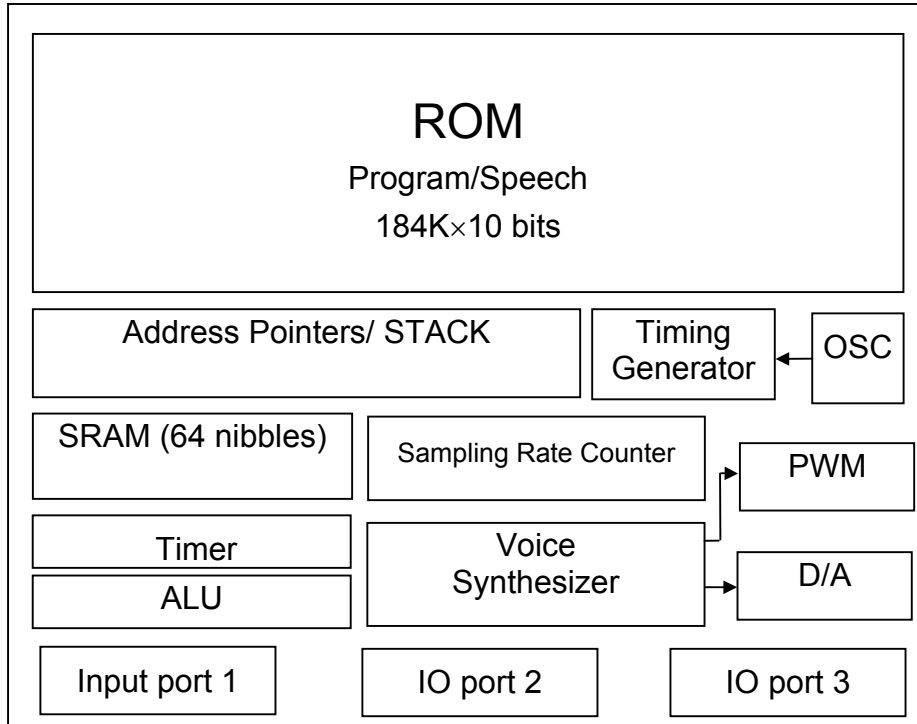 ROM
Program/Speech
184K×10 bits
Address Pointers/ STACK
Timing
Generator
OSC
SRAM (64 nibbles)
Sampling Rate Counter
PWM
Timer
Voice
Synthesizer
D/A
ALU
Input port 1
IO port 2
IO port 3